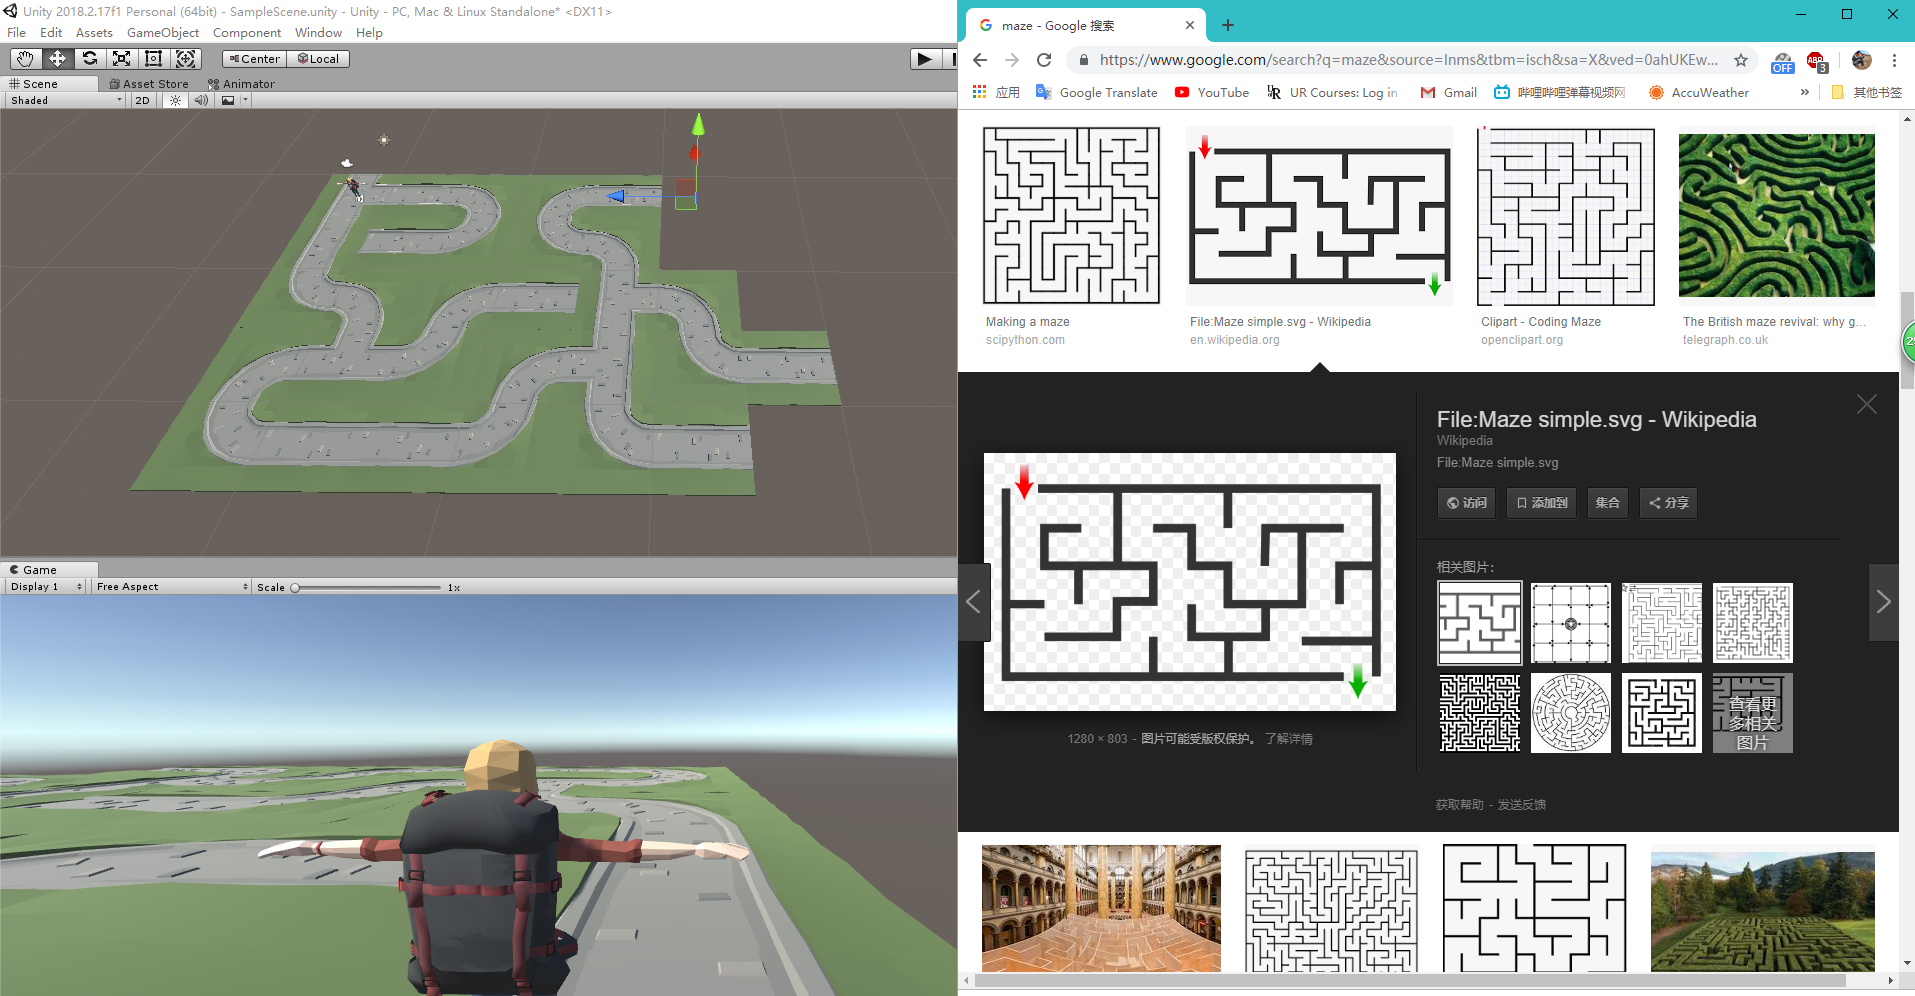 Unity 2018.2.17f1 Personal (64bit) - SampleScene.unity - Unity - PC, Mac & Linux Standalone* <DX11>
File Edit Assets GameObject Component Window Help
Center Local
Scene Asset Store Animator
Shaded 2D
Game
Display 1 Free Aspect Scale 1x
maze - Google 搜索
https://www.google.com/search?q=maze&source=lnms&tbm=isch&sa=X&ved=0ahUKEw...
OFF ABP 3
应用 Google Translate YouTube UR Courses: Log in Gmail 哔哩哔哩弹幕视频网 AccuWeather » 其他书签
Making a maze
scipython.com
File:Maze simple.svg - Wikipedia
en.wikipedia.org
Clipart - Coding Maze
openclipart.org
The British maze revival: why g...
telegraph.co.uk
File:Maze simple.svg - Wikipedia
Wikipedia
File:Maze simple.svg
访问 添加到 集合 分享
相关图片：
查看更
多相关
图片
1280 × 803 - 图片可能受版权保护。 了解详情
获取帮助 - 发送反馈